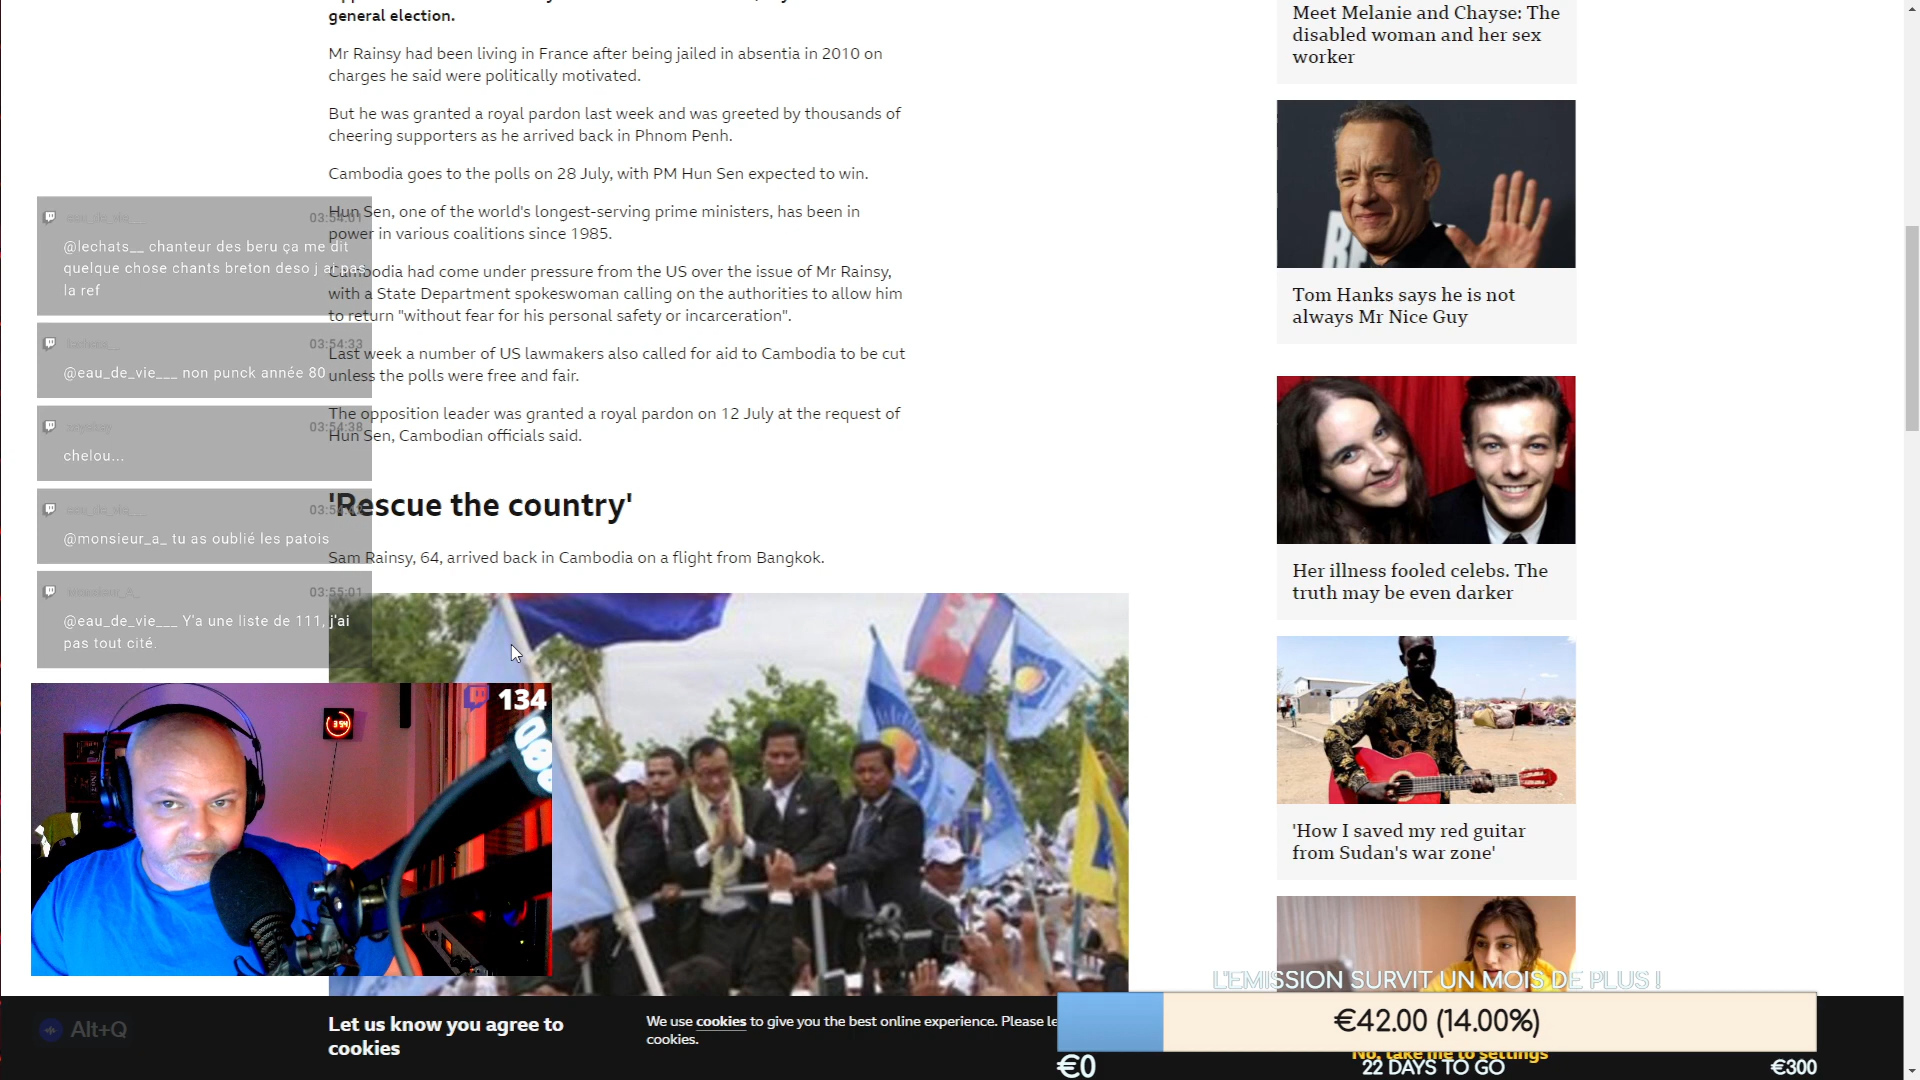 general election.
Mr Rainsy had been living in France after being jailed in absentia in 2010 on
charges he said were politically motivated.
But he was granted a royal pardon last week and was greeted by thousands of
cheering supporters as he arrived back in Phnom Penh.
Cambodia goes to the polls on 28 July, with PM Hun Sen expected to win.
Hun Sen, one of the world's longest-serving prime ministers, has been in
power in various coalitions since 1985.
Cambodia had come under pressure from the US over the issue of Mr Rainsy,
with a State Department spokeswoman calling on the authorities to allow him
to return "without fear for his personal safety or incarceration".
Last week a number of US lawmakers also called for aid to Cambodia to be cut
unless the polls were free and fair.
The opposition leader was granted a royal pardon on 12 July at the request of
Hun Sen, Cambodian officials said.
'Rescue the country'
Sam Rainsy, 64, arrived back in Cambodia on a flight from Bangkok.
03:54:01
@lechats__ chanteur des beru ça me dit
quelque chose chants breton deso j ai pas
la ref
03:54:33
@eau_de_vie___ non punck année 80
03:54:38
chelou...
@monsieur_a_ tu as oublié les patois
03:55:01
@eau_de_vie___ Y'a une liste de 111, j'ai
pas tout cité.
134
Meet Melanie and Chayse: The
disabled woman and her sex
worker
Tom Hanks says he is not
always Mr Nice Guy
Her illness fooled celebs. The
truth may be even darker
'How I saved my red guitar
from Sudan's war zone'
L'EMISSION SURVIT UN MOIS DE PLUS !
€42.00 (14.00%)
€0
22 DAYS TO GO
€300
Alt+Q
Let us know you agree to
cookies
We use cookies to give you the best online experience. Please
cookies.
No, take me to settings